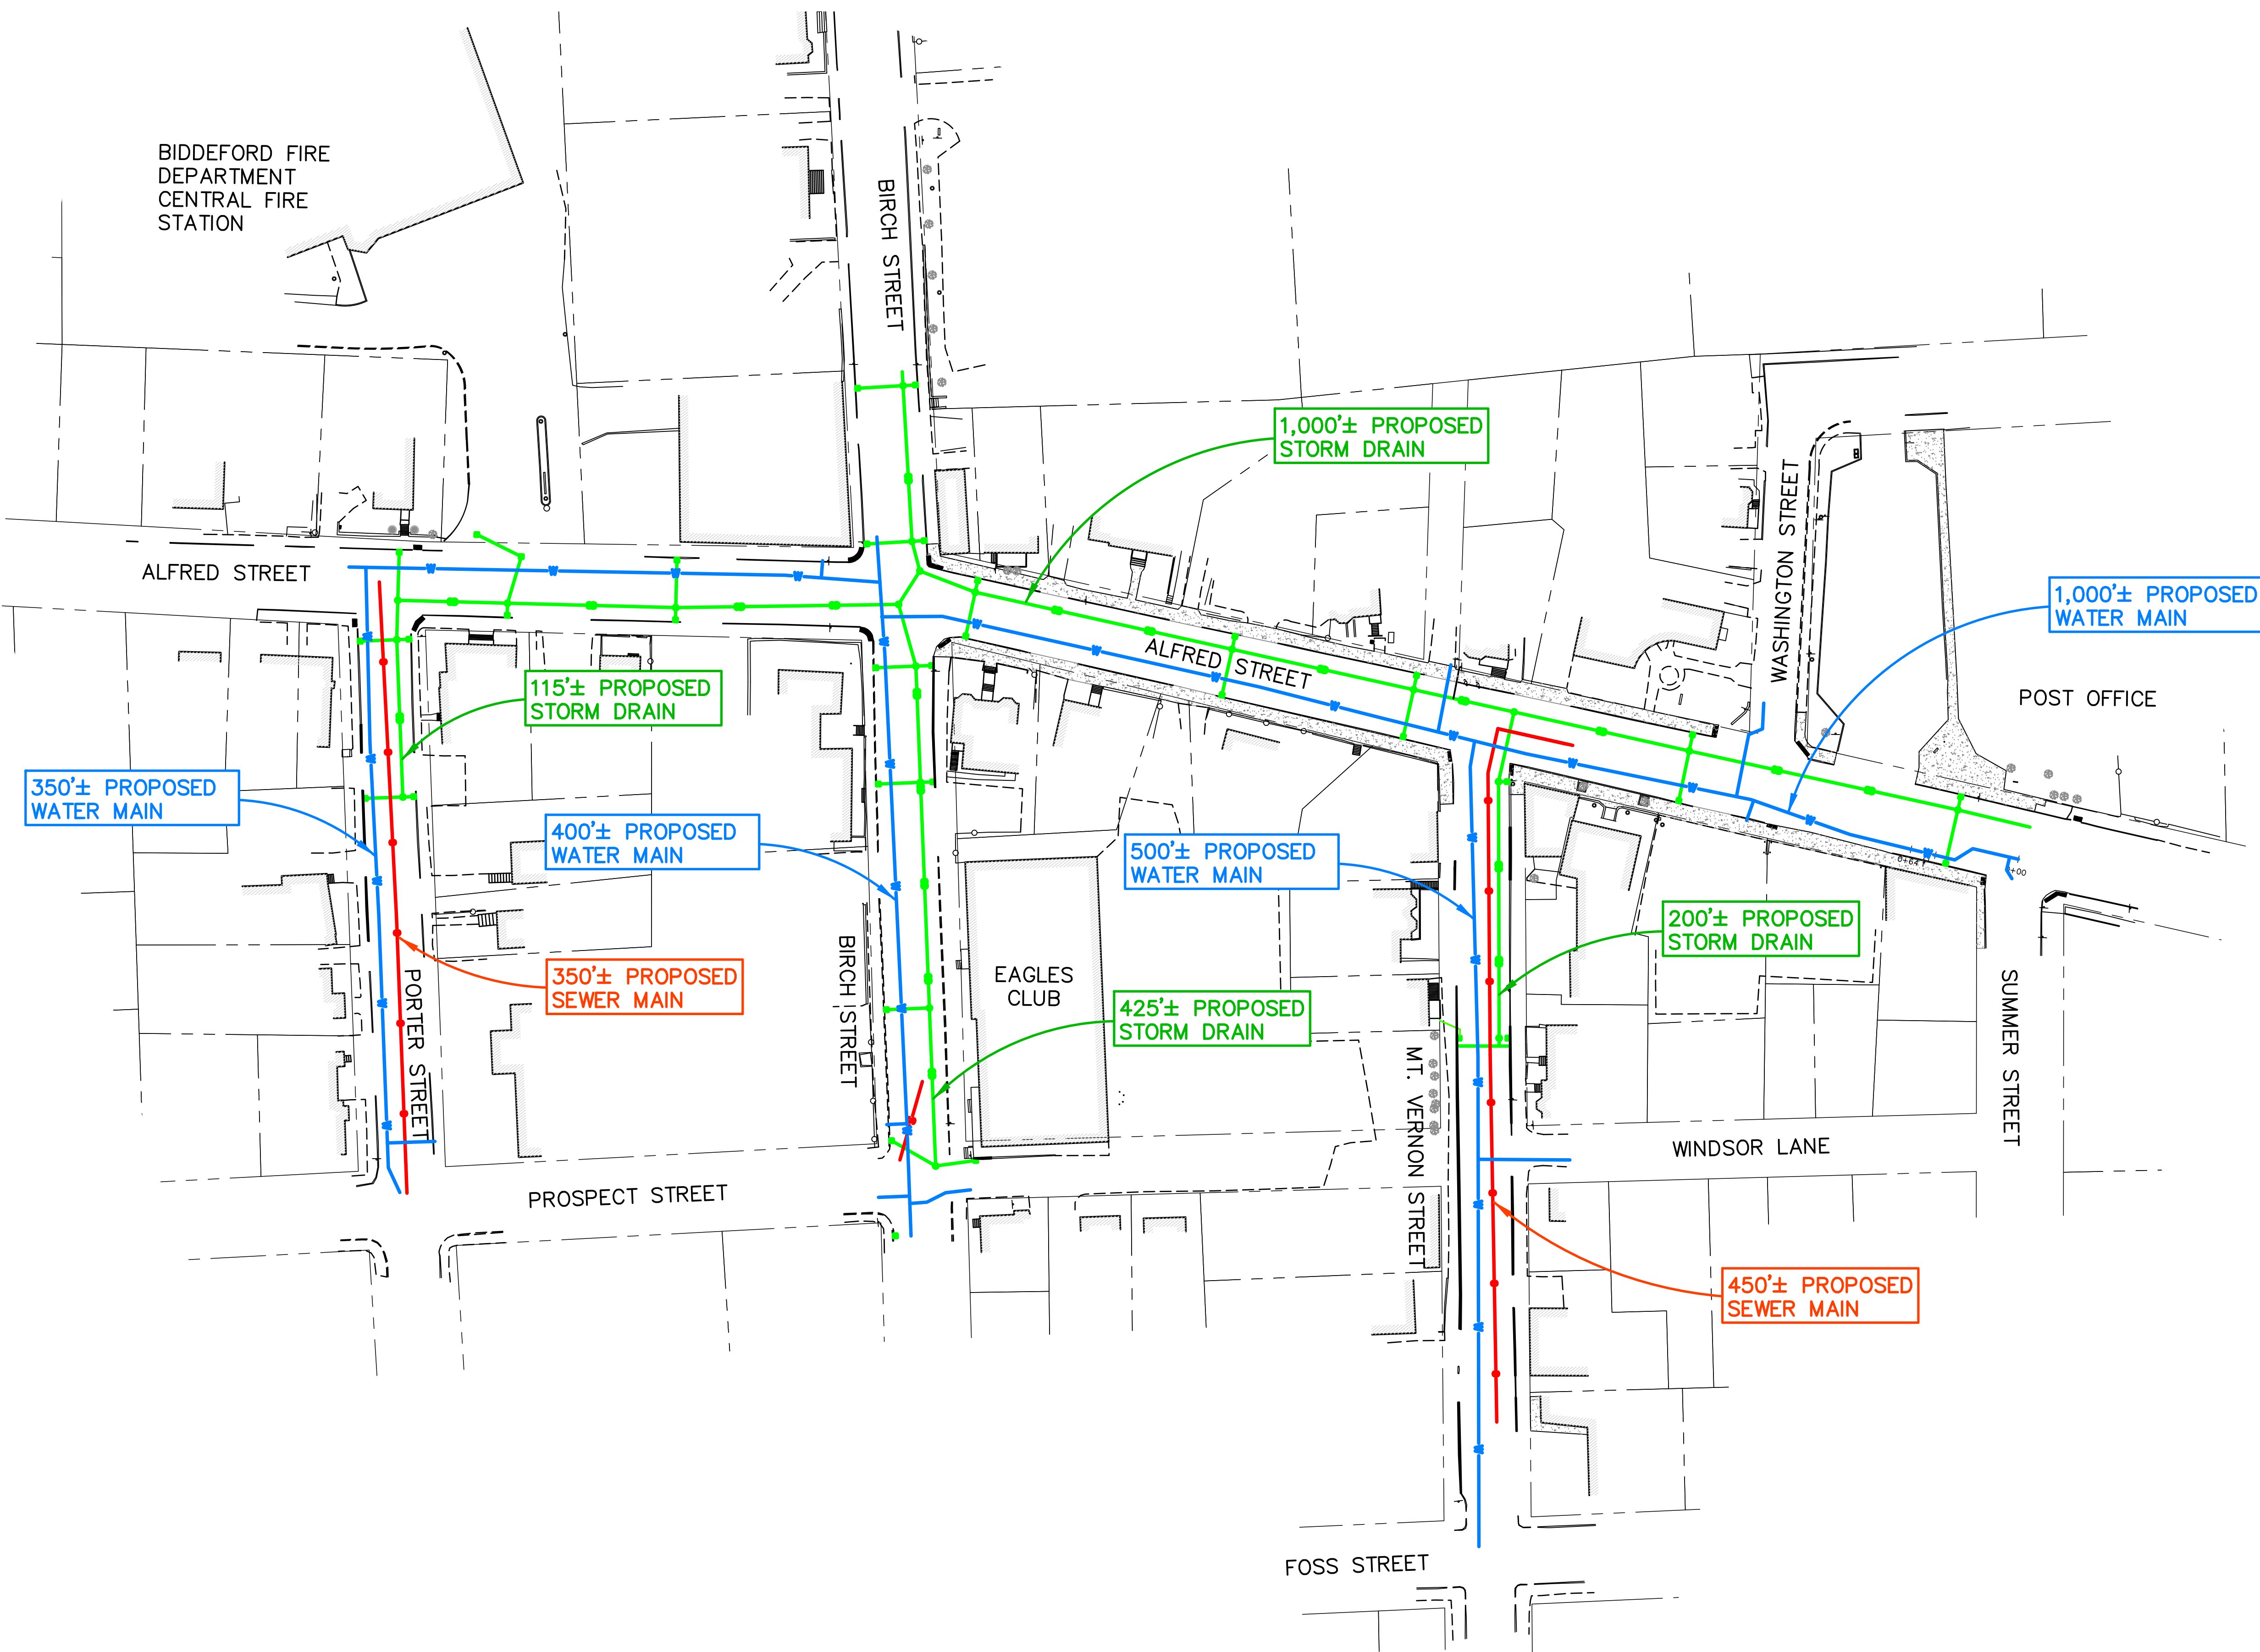 BIDDEFORD FIRE
DEPARTMENT
CENTRAL FIRE
STATION
BIRCH STREET
1,000'± PROPOSED
STORM DRAIN
WASHINGTON STREET
ALFRED STREET
1,000'± PROPOSED
WATER MAIN
ALFRED STREET
115'± PROPOSED
STORM DRAIN
POST OFFICE
350'± PROPOSED
WATER MAIN
400'± PROPOSED
WATER MAIN
500'± PROPOSED
WATER MAIN
0+64
+00
200'± PROPOSED
STORM DRAIN
BIRCH STREET
350'± PROPOSED
SEWER MAIN
EAGLES
CLUB
PORTER STREET
425'± PROPOSED
STORM DRAIN
SUMMER STREET
MT. VERNON STREET
WINDSOR LANE
PROSPECT STREET
450'± PROPOSED
SEWER MAIN
FOSS STREET